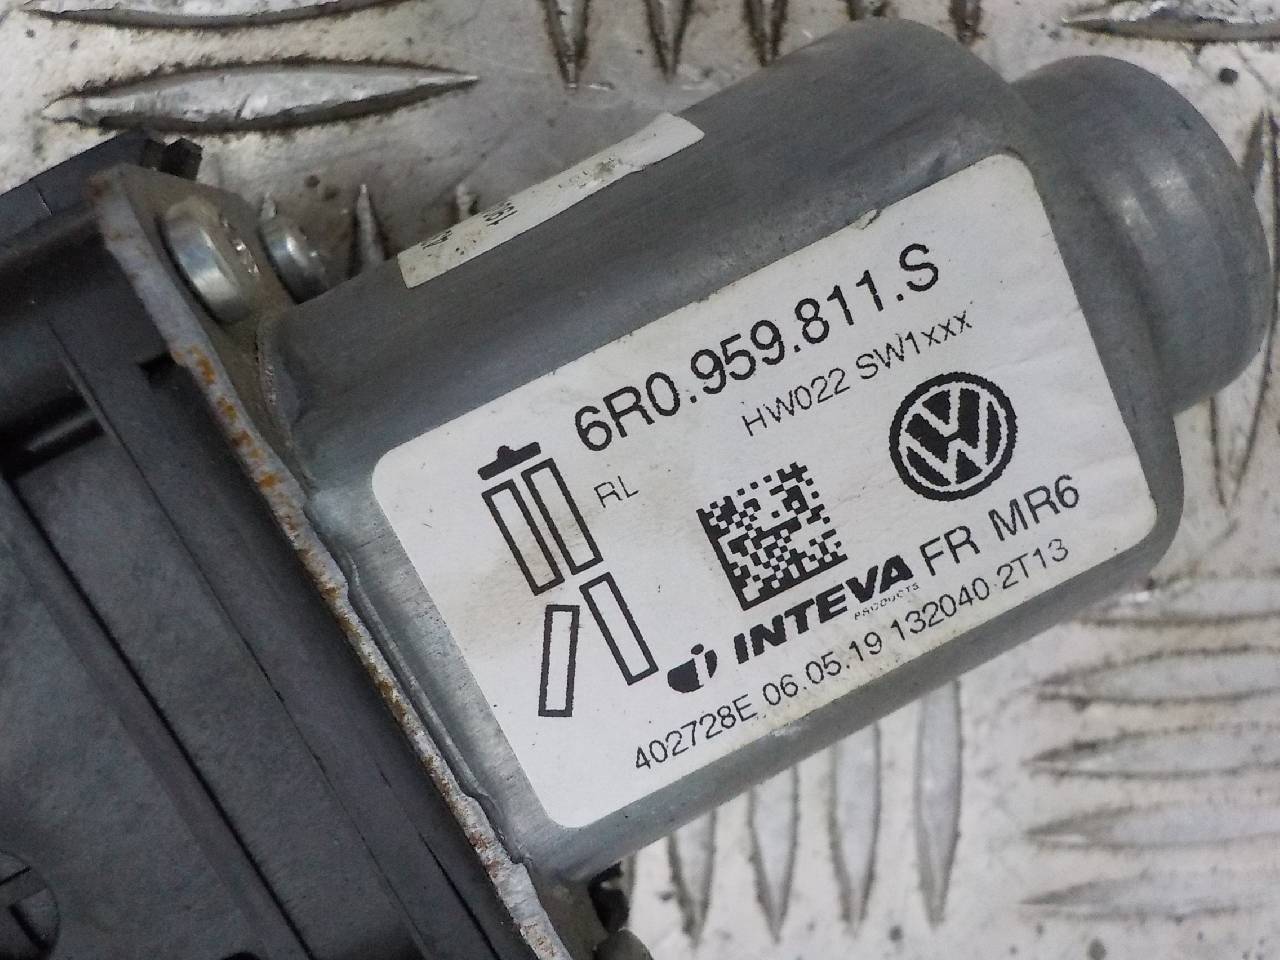 6R0.959.811.S
HW022 SW1xxx
RL
INTEVA FR MR6
PRODUCTS
402728E 06.05.19 132040 2T13